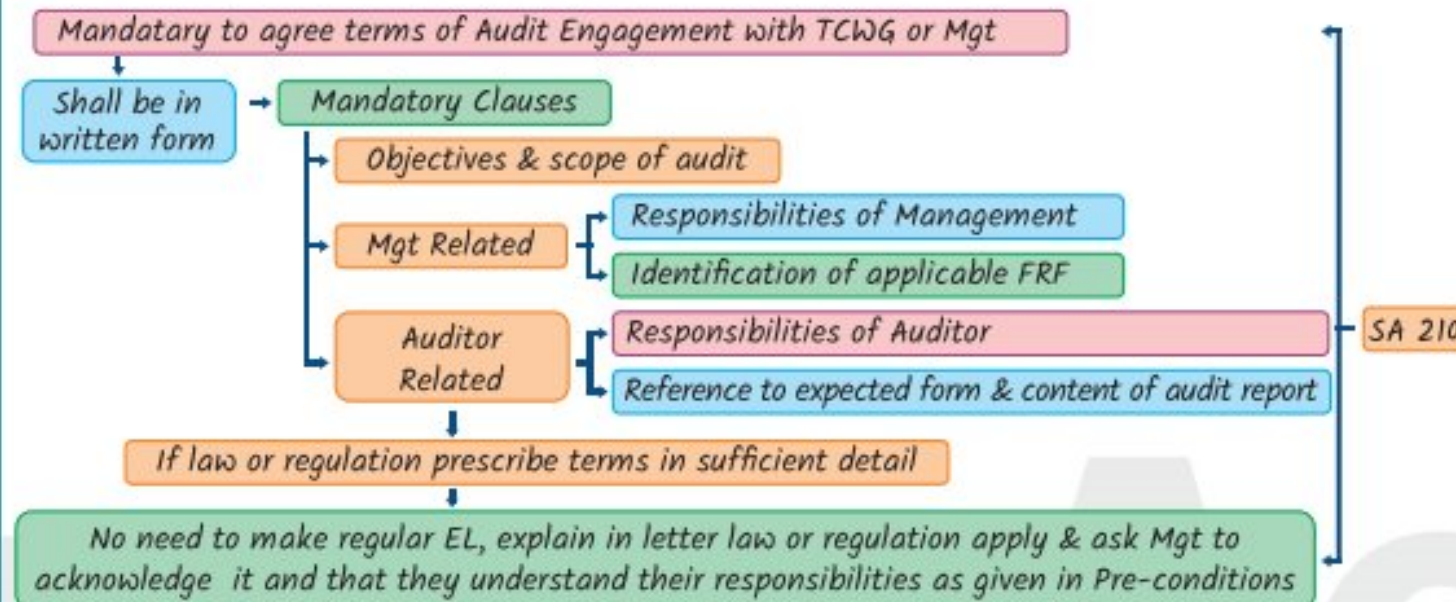 Mandatary to agree terms of Audit Engagement with TCWG or Mgt
Shall be in
written form
Mandatory Clauses
Objectives & scope of audit
Mgt Related
Responsibilities of Management
Identification of applicable FRF
Auditor
Related
Responsibilities of Auditor
Reference to expected form & content of audit report
SA 210
If law or regulation prescribe terms in sufficient detail
No need to make regular EL, explain in letter law or regulation apply & ask Mgt to
acknowledge it and that they understand their responsibilities as given in Pre-conditions